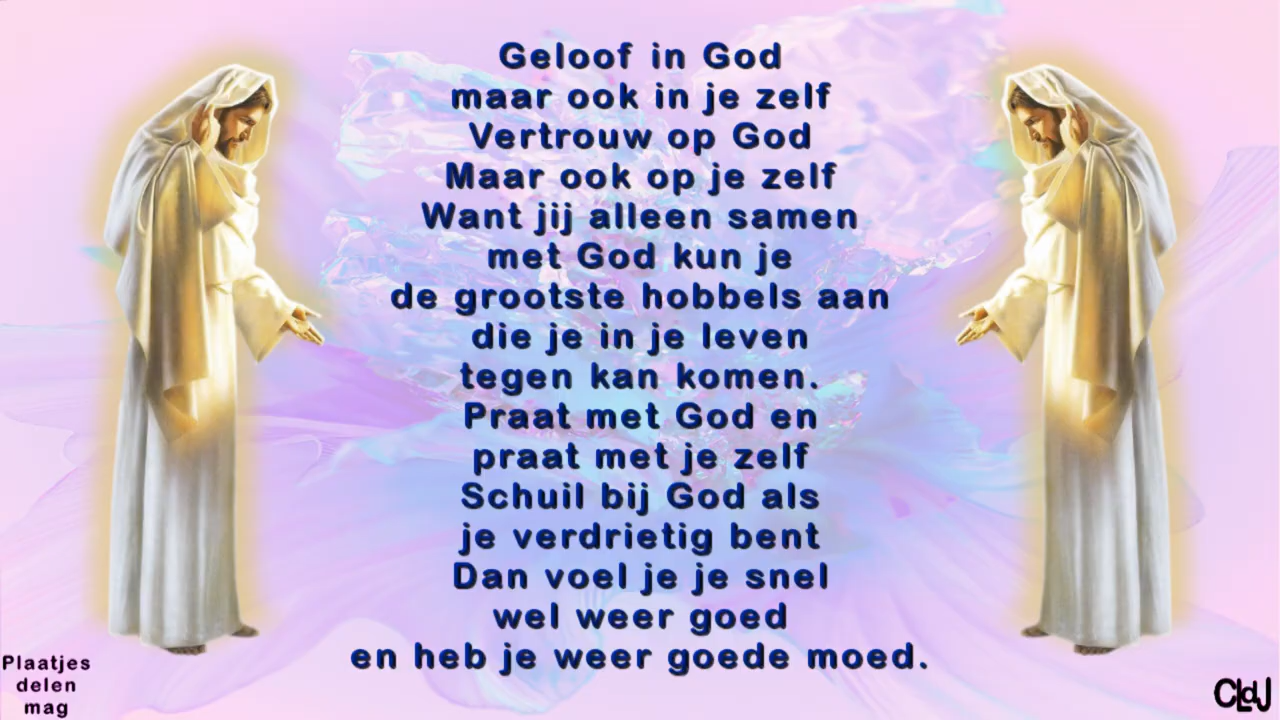 Geloof in God
maar ook in je zelf
Vertrouw op God
Maar ook op je zelf
Want jij alleen samen
met God kun je
de grootste hobbels aan
die je in je leven
tegen kan komen.
Praat met God en
praat met je zelf
Schuil bij God als
je verdrietig bent
Dan voel je je snel
wel weer goed
en heb je weer goede moed.
Plaatjes
delen
mag
CLdJ